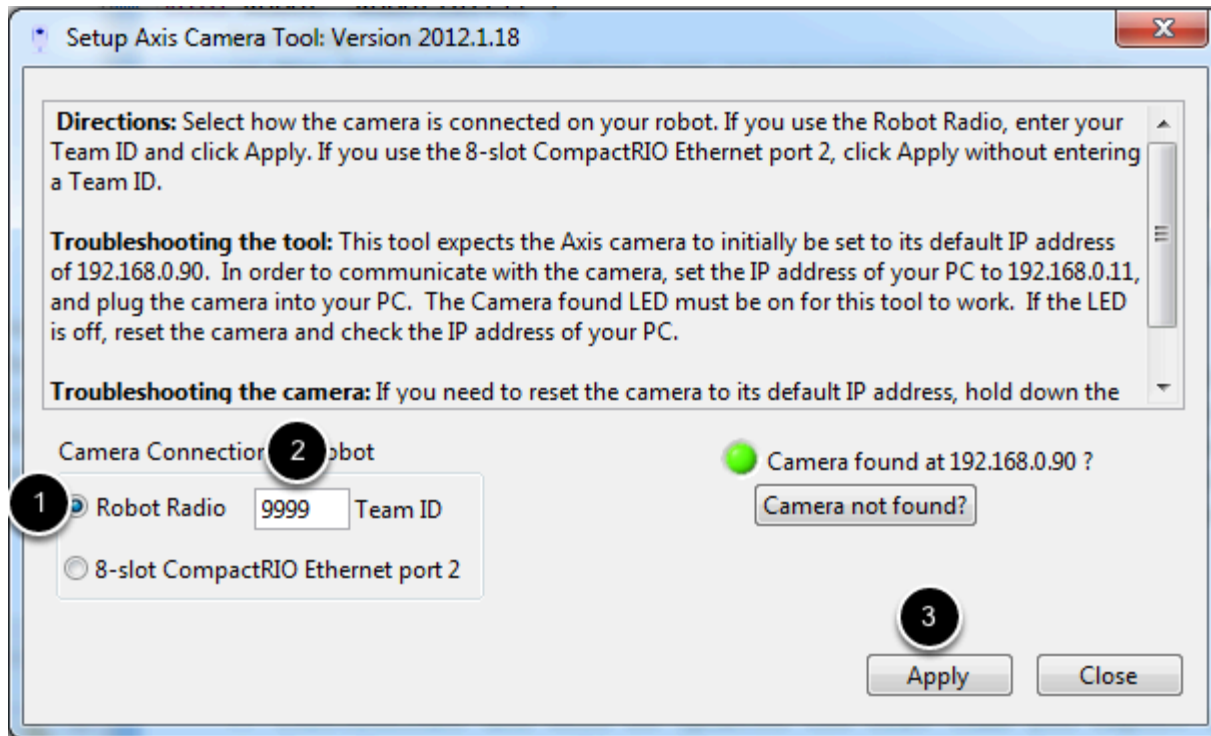 Setup Axis Camera Tool: Version 2012.1.18
Directions: Select how the camera is connected on your robot. If you use the Robot Radio, enter your
Team ID and click Apply. If you use the 8-slot CompactRIO Ethernet port 2, click Apply without entering
a Team ID.
Troubleshooting the tool: This tool expects the Axis camera to initially be set to its default IP address
of 192.168.0.90. In order to communicate with the camera, set the IP address of your PC to 192.168.0.11,
and plug the camera into your PC. The Camera found LED must be on for this tool to work. If the LED
is off, reset the camera and check the IP address of your PC.
Troubleshooting the camera: If you need to reset the camera to its default IP address, hold down the
Camera Connectio 2 obot
1 Robot Radio 9999 Team ID
8-slot CompactRIO Ethernet port 2
Camera found at 192.168.0.90 ?
Camera not found?
3
Apply
Close